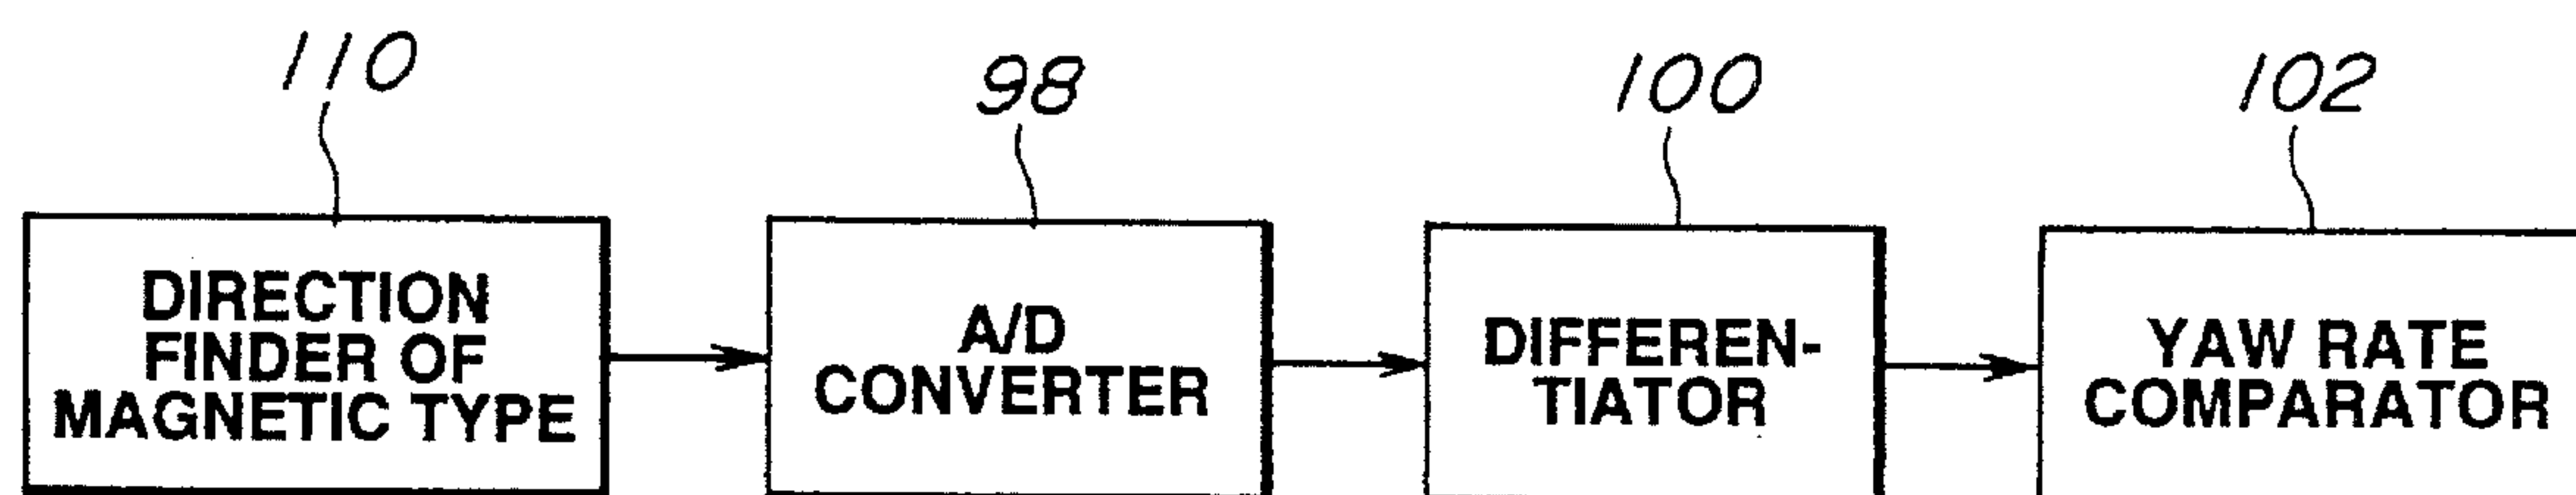 110
98
100
102
DIRECTION
FINDER OF
MAGNETIC TYPE
A/D
CONVERTER
DIFFEREN-
TIATOR
YAW RATE
COMPARATOR